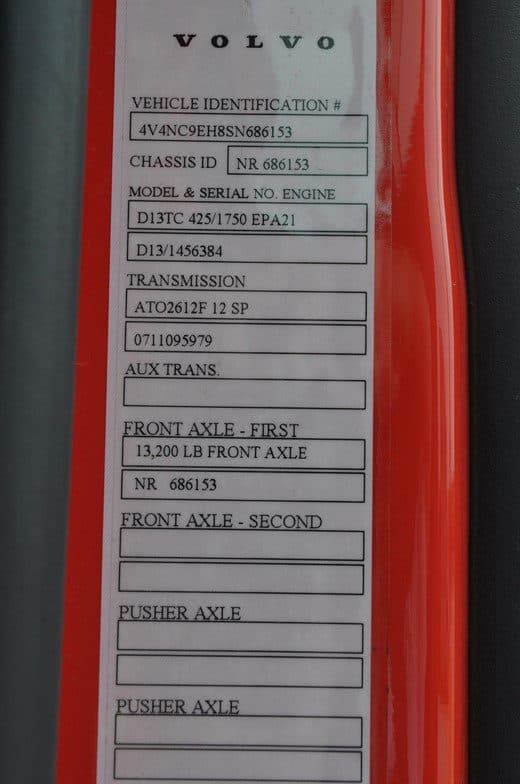 VOLVO
VEHICLE IDENTIFICATION #
4V4NC9EH8SN686153
CHASSIS ID NR 686153
MODEL & SERIAL NO. ENGINE
D13TC 425/1750 EPA21
D13/1456384
TRANSMISSION
ATO2612F 12 SP
0711095979
AUX TRANS.
FRONT AXLE - FIRST
13,200 LB FRONT AXLE
NR 686153
FRONT AXLE - SECOND
PUSHER AXLE
PUSHER AXLE